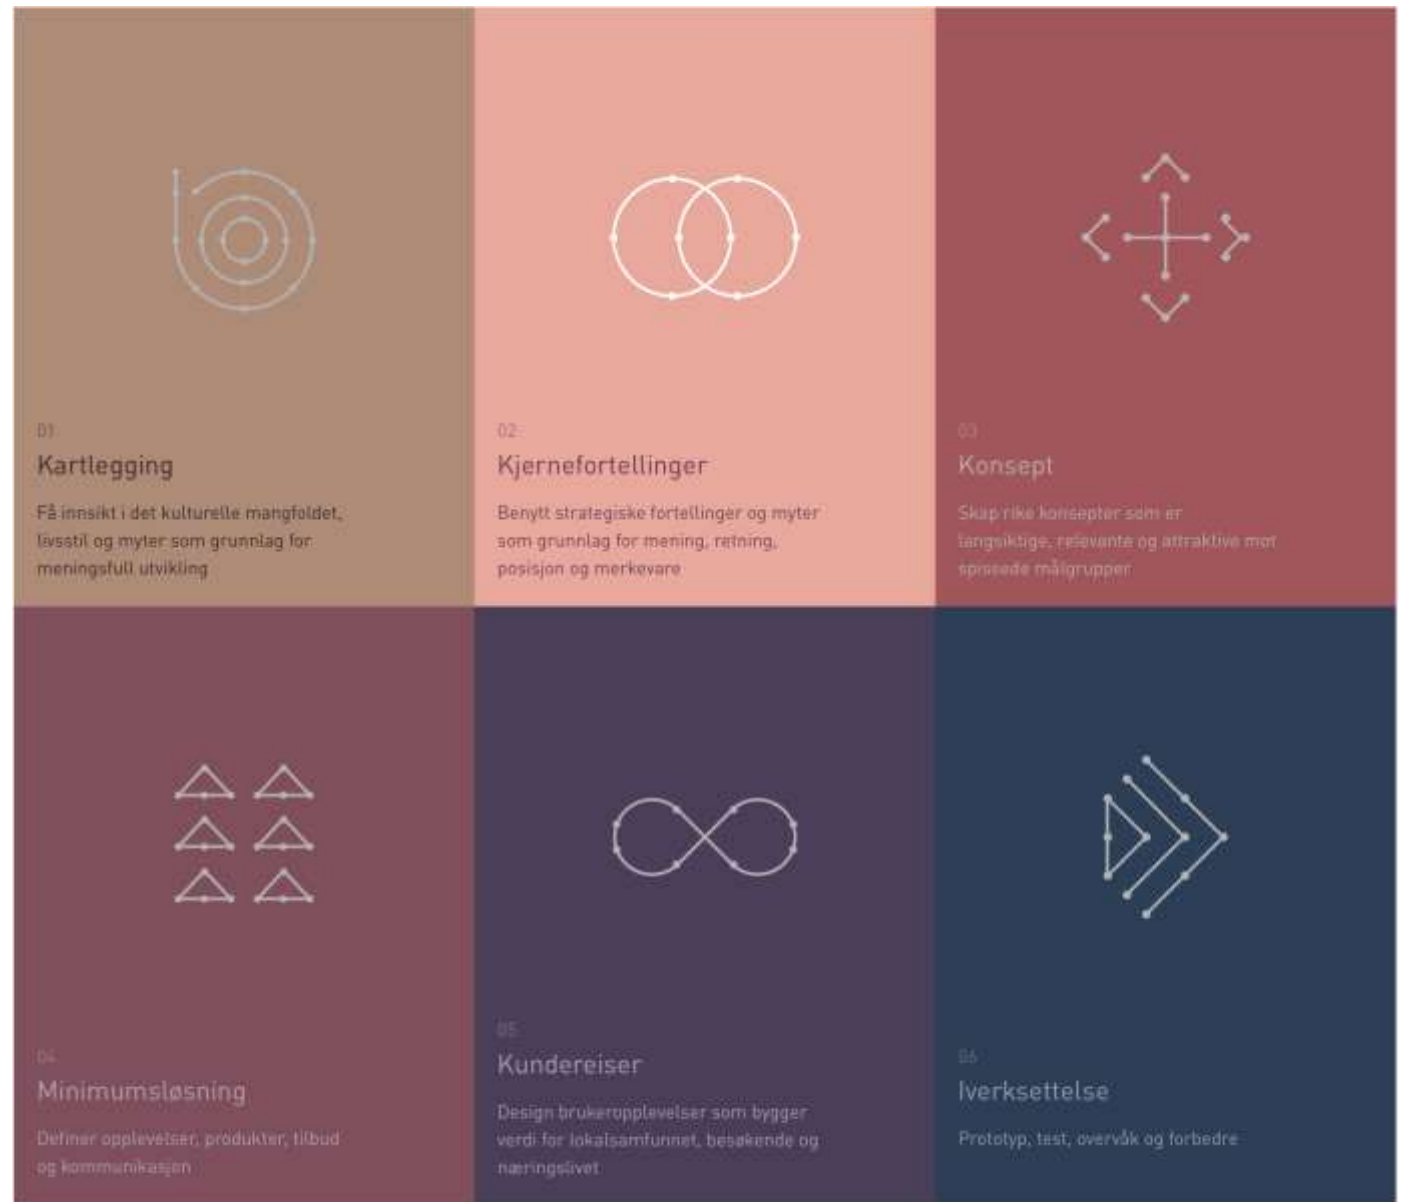 01
Kartlegging
Få innsikt i det kulturelle mangfoldet,
livsstil og myter som grunnlag for
meningsfull utvikling
02
Kjernefortellinger
Benytt strategiske fortellinger og myter
som grunnlag for mening, retning,
posisjon og merkevare
03
Konsept
Skap rike konsepter som er
langsiktige, relevante og attraktive mot
spissede målgrupper
04
Minimumsløsning
Definer opplevelser, produkter, tilbud
og kommunikasjon
05
Kundereiser
Design brukeropplevelser som bygger
verdi for lokalsamfunnet, besøkende og
næringslivet
06
Iverksettelse
Prototyp, test, overvåk og forbedre